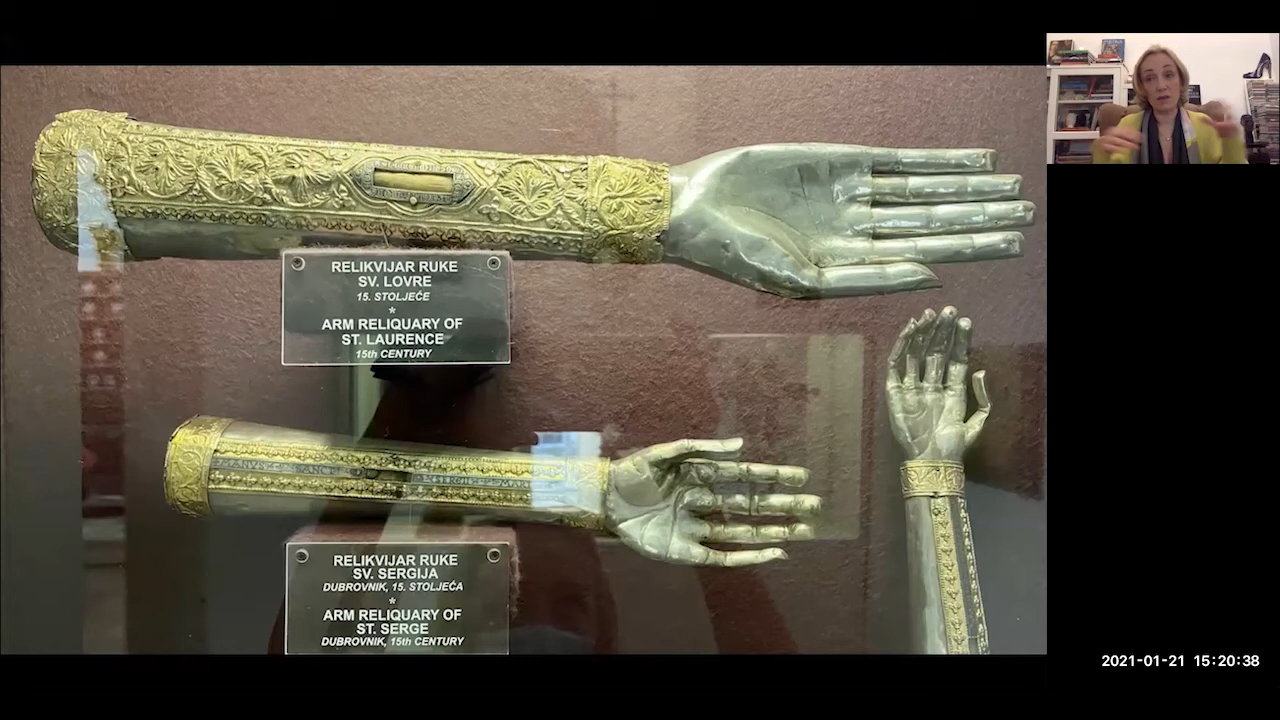 RELIKVIJAR RUKE
SV. LOVRE
15. STOLJEĆE
*
ARM RELIQUARY OF
ST. LAURENCE
15th CENTURY
MANVS
RELIKVIJAR RUKE
SV. SERGIJA
DUBROVNIK, 15. STOLJEĆA
*
ARM RELIQUARY OF
ST. SERGE
DUBROVNIK, 15th CENTURY
2021-01-21 15:20:38